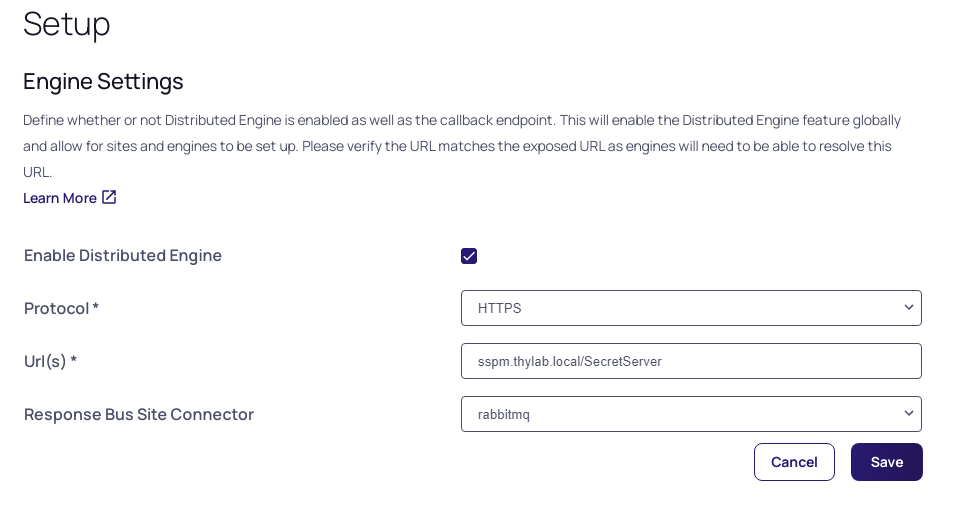 Setup
Engine Settings
Define whether or not Distributed Engine is enabled as well as the callback endpoint. This will enable the Distributed Engine feature globally
and allow for sites and engines to be set up. Please verify the URL matches the exposed URL as engines will need to be able to resolve this
URL.
Learn More
Enable Distributed Engine
Protocol * HTTPS
Url(s) * sspm.thylab.local/SecretServer
Response Bus Site Connector rabbitmq
Cancel Save